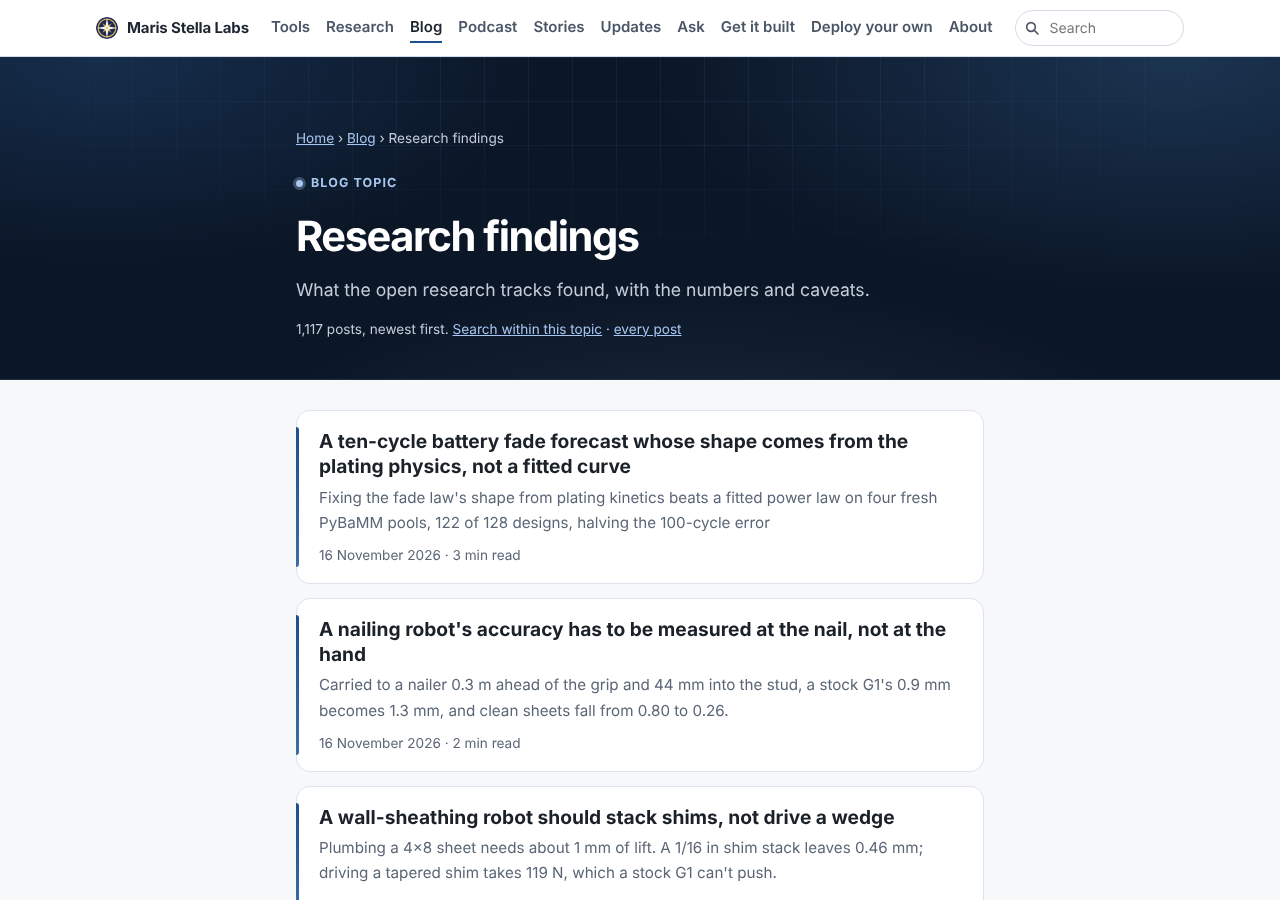 Maris Stella Labs Tools Research Blog Podcast Stories Updates Ask Get it built Deploy your own About Search
Home › Blog › Research findings
BLOG TOPIC
Research findings
What the open research tracks found, with the numbers and caveats.
1,117 posts, newest first. Search within this topic · every post
A ten-cycle battery fade forecast whose shape comes from the
plating physics, not a fitted curve
Fixing the fade law's shape from plating kinetics beats a fitted power law on four fresh
PyBaMM pools, 122 of 128 designs, halving the 100-cycle error
16 November 2026 · 3 min read
A nailing robot's accuracy has to be measured at the nail, not at the
hand
Carried to a nailer 0.3 m ahead of the grip and 44 mm into the stud, a stock G1's 0.9 mm
becomes 1.3 mm, and clean sheets fall from 0.80 to 0.26.
16 November 2026 · 2 min read
A wall-sheathing robot should stack shims, not drive a wedge
Plumbing a 4×8 sheet needs about 1 mm of lift. A 1/16 in shim stack leaves 0.46 mm;
driving a tapered shim takes 119 N, which a stock G1 can't push.